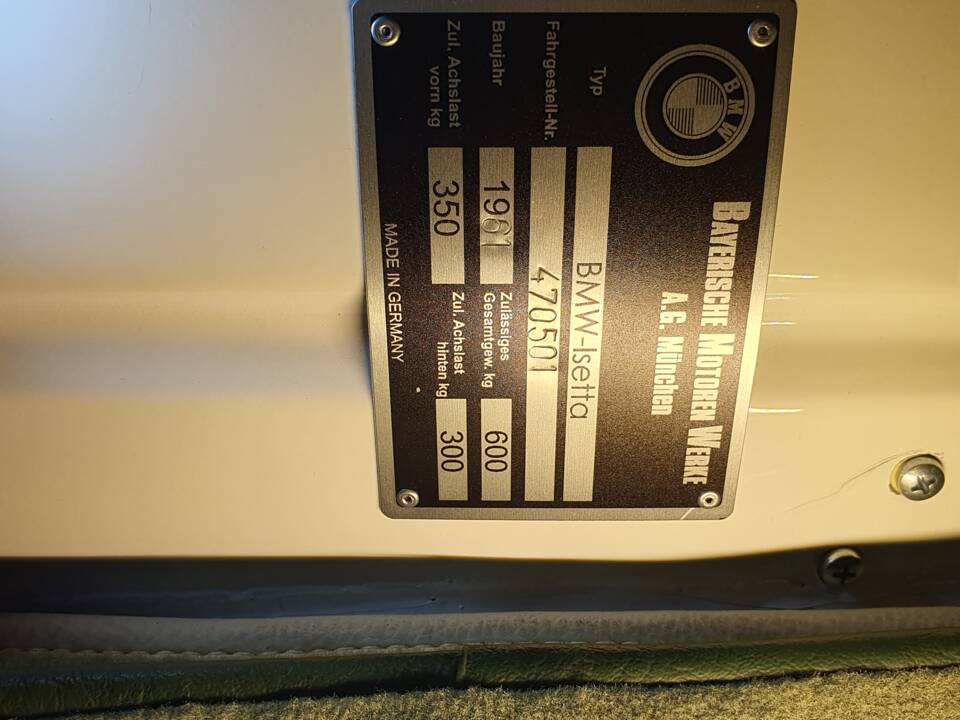 BMW
BAYERISCHE MOTOREN WERKE
A.G. München
Typ BMW-Isetta
Fahrgestell-Nr. 470501
Baujahr 1961 Zulässiges Gesamtgew. kg 600
Zul. Achslast vorn kg 350 Zul. Achslast hinten kg 300
MADE IN GERMANY